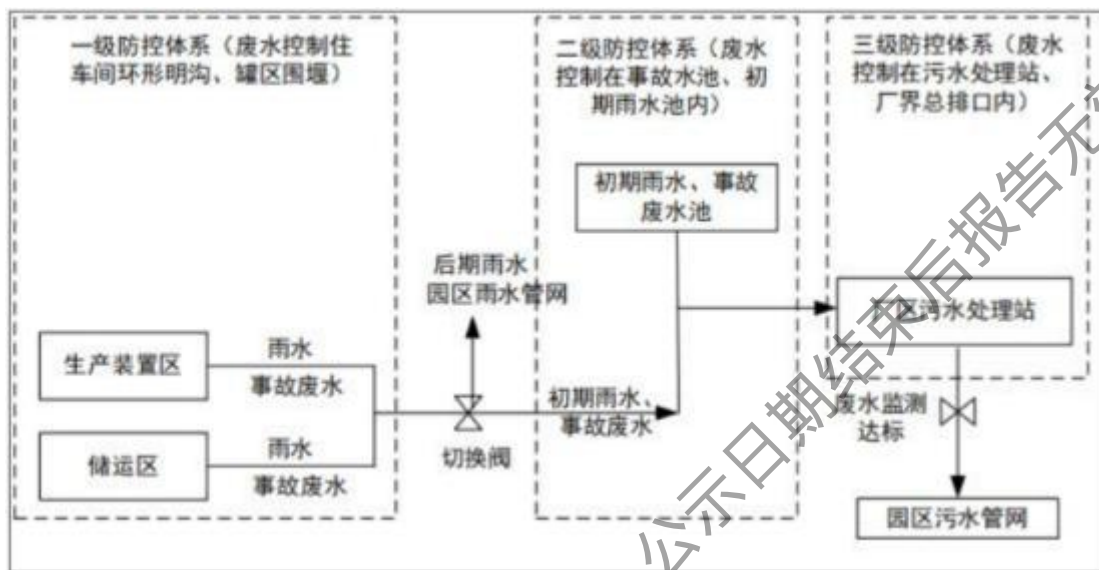 一级防控体系（废水控制住
车间环形明沟、罐区围堰）
二级防控体系（废水
控制在事故水池、初
期雨水池内）
三级防控体系（废水
控制在污水处理站、
厂界总排口内）
初期雨水、事故
废水池
后期雨水
园区雨水管网
厂区污水处理站
生产装置区
雨水
事故废水
初期雨水、
事故废水
切换阀
储运区
雨水
事故废水
废水监测
达标
园区污水管网
公示日期结束后报告无